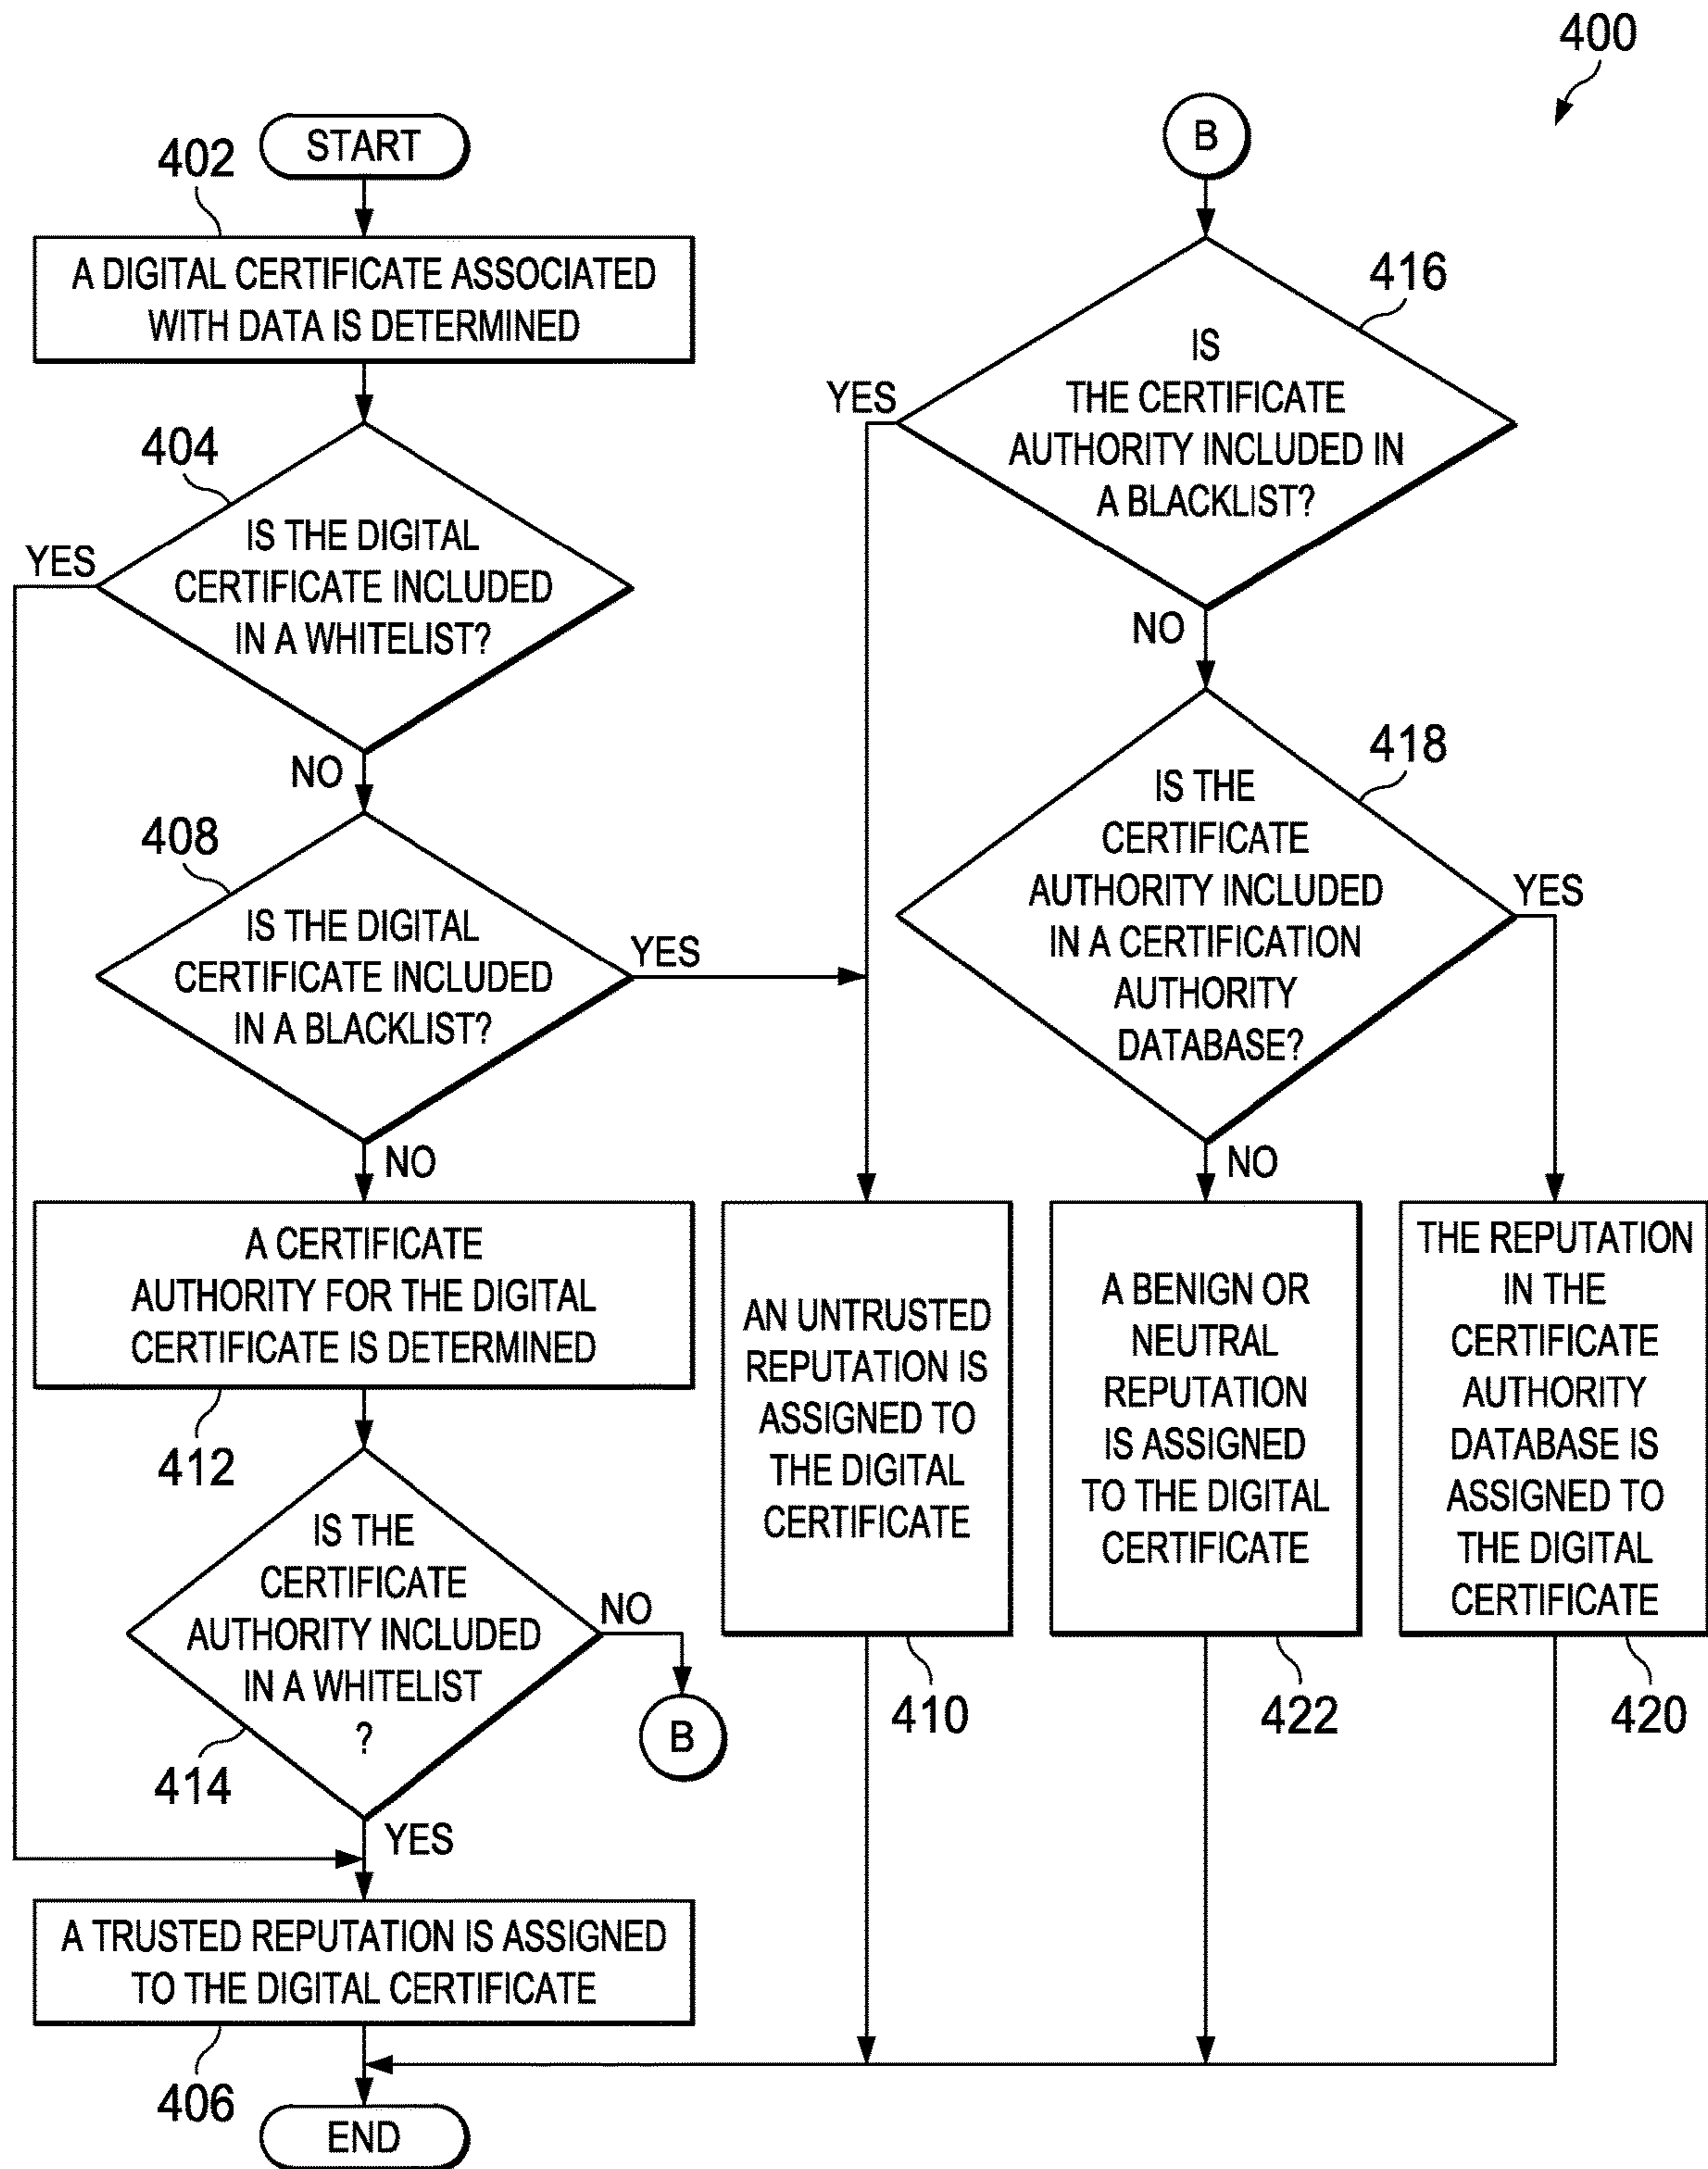 400
START
402
A DIGITAL CERTIFICATE ASSOCIATED
WITH DATA IS DETERMINED
404
YES
IS THE DIGITAL
CERTIFICATE INCLUDED
IN A WHITELIST?
NO
408
IS THE DIGITAL
CERTIFICATE INCLUDED
IN A BLACKLIST?
YES
NO
A CERTIFICATE
AUTHORITY FOR THE DIGITAL
CERTIFICATE IS DETERMINED
412
IS THE
CERTIFICATE
AUTHORITY INCLUDED
IN A WHITELIST
?
NO
B
414
YES
A TRUSTED REPUTATION IS ASSIGNED
TO THE DIGITAL CERTIFICATE
406
END
B
416
IS
THE CERTIFICATE
AUTHORITY INCLUDED IN
A BLACKLIST?
YES
NO
418
IS THE
CERTIFICATE
AUTHORITY INCLUDED
IN A CERTIFICATION
AUTHORITY
DATABASE?
YES
NO
AN UNTRUSTED
REPUTATION IS
ASSIGNED TO
THE DIGITAL
CERTIFICATE
410
A BENIGN OR
NEUTRAL
REPUTATION
IS ASSIGNED
TO THE DIGITAL
CERTIFICATE
422
THE REPUTATION
IN THE
CERTIFICATE
AUTHORITY
DATABASE IS
ASSIGNED TO
THE DIGITAL
CERTIFICATE
420